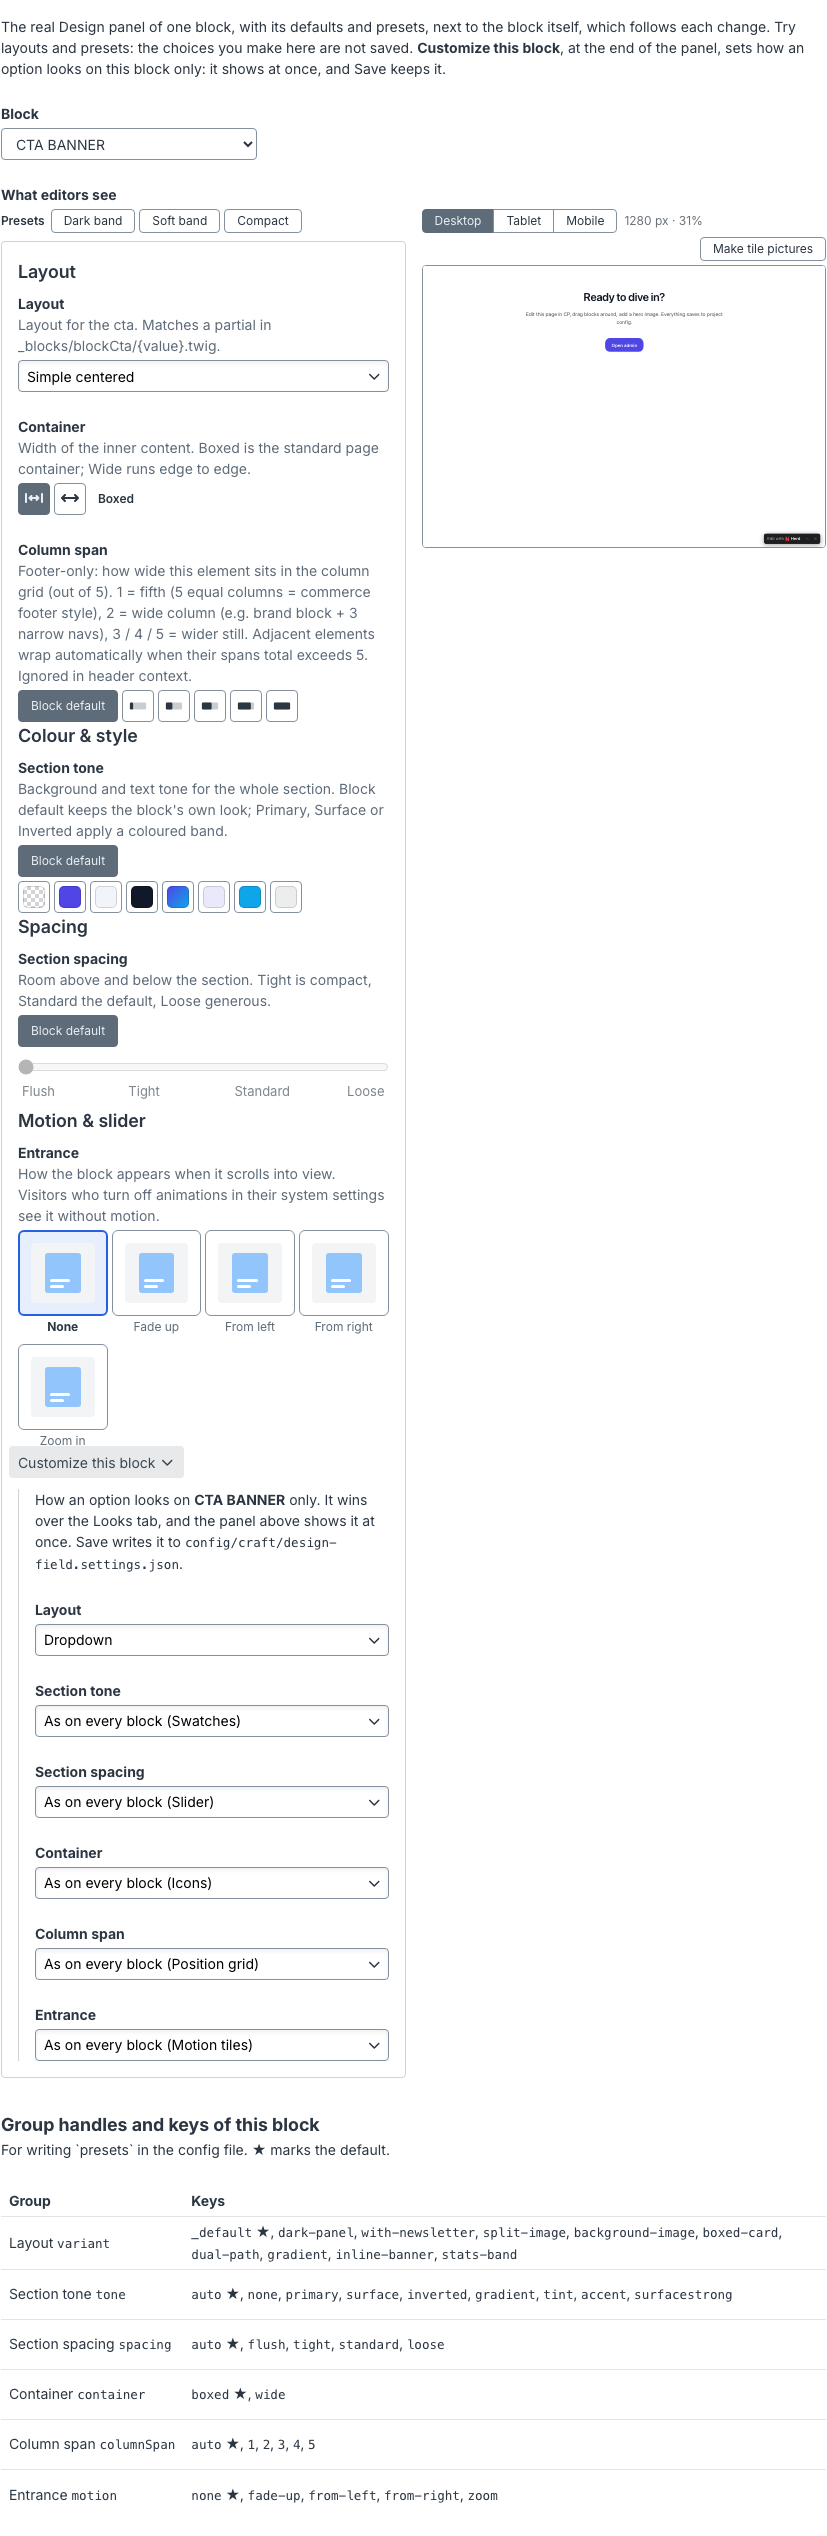 The real Design panel of one block, with its defaults and presets, next to the block itself, which follows each change. Try
layouts and presets: the choices you make here are not saved. Customize this block, at the end of the panel, sets how an
option looks on this block only: it shows at once, and Save keeps it.
Block
CTA BANNER
What editors see
Presets Dark band Soft band Compact
Desktop Tablet Mobile 1280 px · 31%
Make tile pictures
Layout
Layout
Layout for the cta. Matches a partial in
_blocks/blockCta/{value}.twig.
Simple centered
Container
Width of the inner content. Boxed is the standard page
container; Wide runs edge to edge.
Boxed
Column span
Footer-only: how wide this element sits in the column
grid (out of 5). 1 = fifth (5 equal columns = commerce
footer style), 2 = wide column (e.g. brand block + 3
narrow navs), 3 / 4 / 5 = wider still. Adjacent elements
wrap automatically when their spans total exceeds 5.
Ignored in header context.
Block default
Colour & style
Section tone
Background and text tone for the whole section. Block
default keeps the block's own look; Primary, Surface or
Inverted apply a coloured band.
Block default
Spacing
Section spacing
Room above and below the section. Tight is compact,
Standard the default, Loose generous.
Block default
Flush Tight Standard Loose
Motion & slider
Entrance
How the block appears when it scrolls into view.
Visitors who turn off animations in their system settings
see it without motion.
None Fade up From left From right
Zoom in
Customize this block
How an option looks on CTA BANNER only. It wins
over the Looks tab, and the panel above shows it at
once. Save writes it to config/craft/design-
field.settings.json.
Layout
Dropdown
Section tone
As on every block (Swatches)
Section spacing
As on every block (Slider)
Container
As on every block (Icons)
Column span
As on every block (Position grid)
Entrance
As on every block (Motion tiles)
Ready to dive in?
Edit this page in CP, drag blocks around, add a hero image. Everything saves to project
config.
Open admin
Group handles and keys of this block
For writing `presets` in the config file. ★ marks the default.
Group Keys
Layout variant _default ★, dark-panel, with-newsletter, split-image, background-image, boxed-card,
dual-path, gradient, inline-banner, stats-band
Section tone tone auto ★, none, primary, surface, inverted, gradient, tint, accent, surfacestrong
Section spacing spacing auto ★, flush, tight, standard, loose
Container container boxed ★, wide
Column span columnSpan auto ★, 1, 2, 3, 4, 5
Entrance motion none ★, fade-up, from-left, from-right, zoom